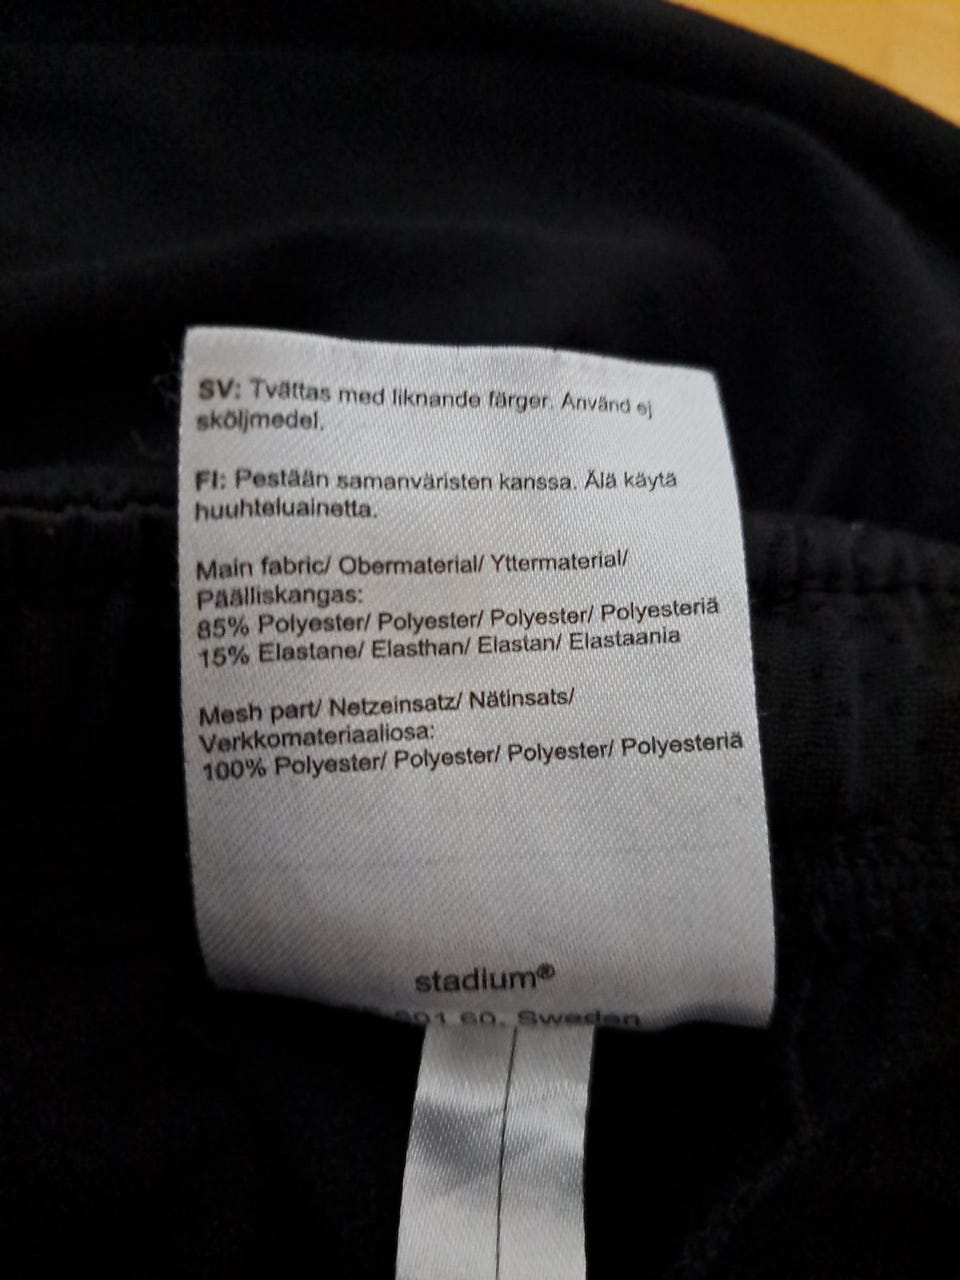 SV: Tvättas med liknande färger. Använd ej
sköljmedel.
FI: Pestään samanväristen kanssa. Älä käytä
huuhteluainetta.
Main fabric/ Obermaterial/ Yttermaterial/
Päälliskangas:
85% Polyester/ Polyester/ Polyester/ Polyesteriä
15% Elastane/ Elasthan/ Elastan/ Elastaania
Mesh part/ Netzeinsatz/ Nätinsats/
Verkkomateriaaliosa:
100% Polyester/ Polyester/ Polyester/ Polyesteriä
stadium®
601 60, Sweden